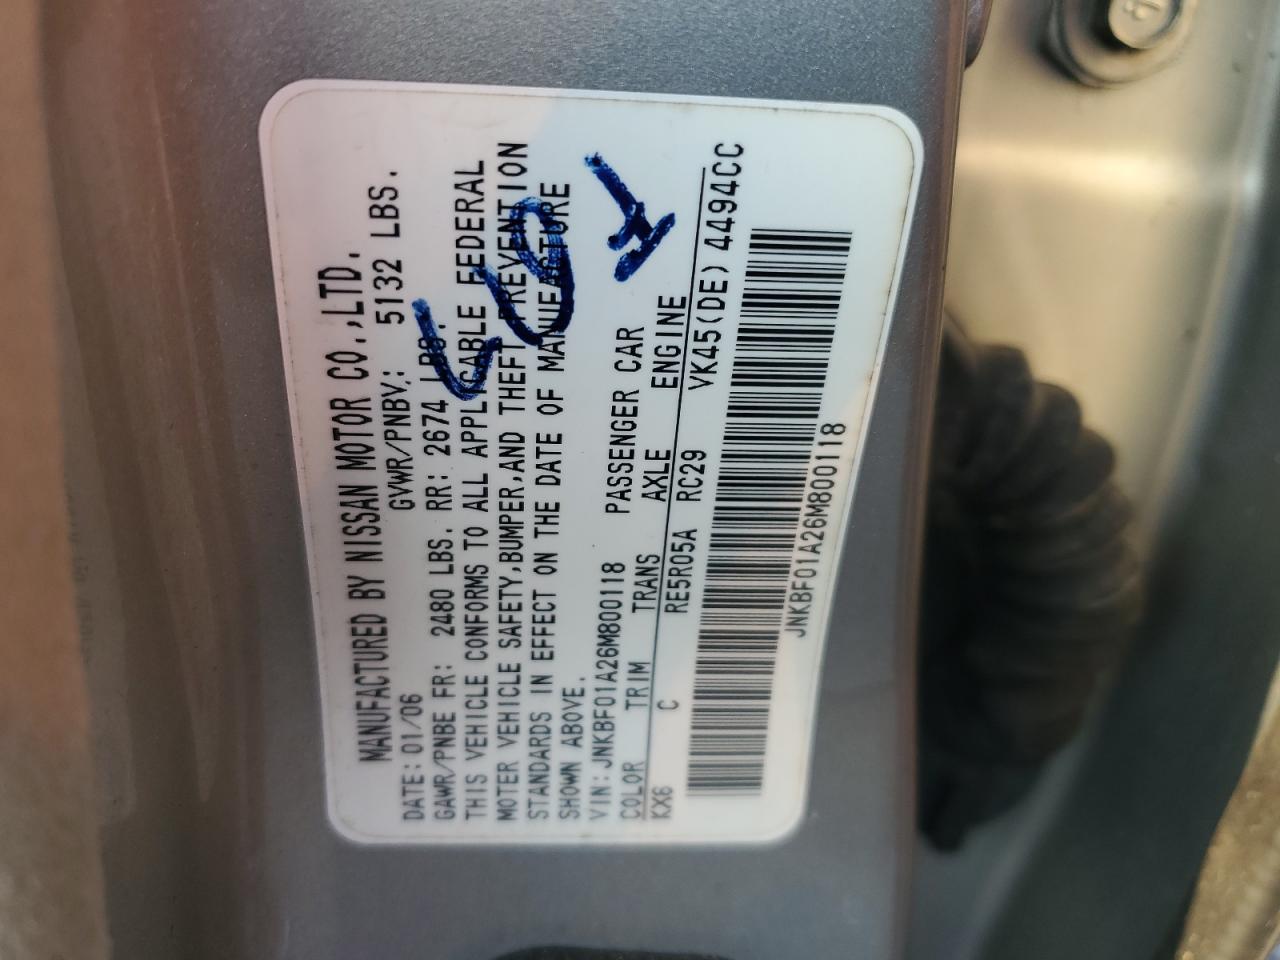 MANUFACTURED BY NISSAN MOTOR CO.,LTD.
DATE: 01/06 GVWR/PNBV: 5132 LBS.
GAWR/PNBE FR: 2480 LBS. RR: 2674 LBS.
THIS VEHICLE CONFORMS TO ALL APPLICABLE FEDERAL
MOTER VEHICLE SAFETY,BUMPER,AND THEFT PREVENTION
STANDARDS IN EFFECT ON THE DATE OF MANUFACTURE
SHOWN ABOVE.
VIN: JNKBF01A26M800118 PASSENGER CAR
COLOR TRIM TRANS AXLE ENGINE
KX6 C RE5R05A RC29 VK45(DE) 4494CC
JNKBF01A26M800118